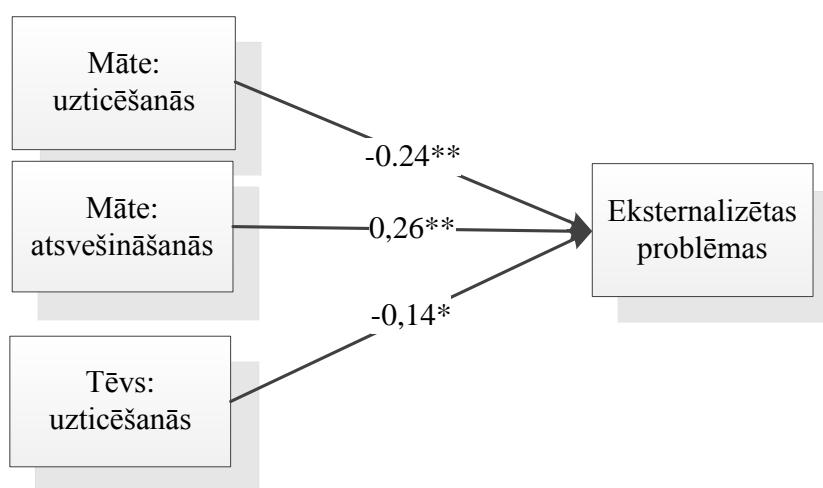 Māte:
uzticēšanās
-0.24**
Māte:
atsvešināšanās
0,26**
Eksternalizētas
problēmas
-0,14*
Tēvs:
uzticēšanās